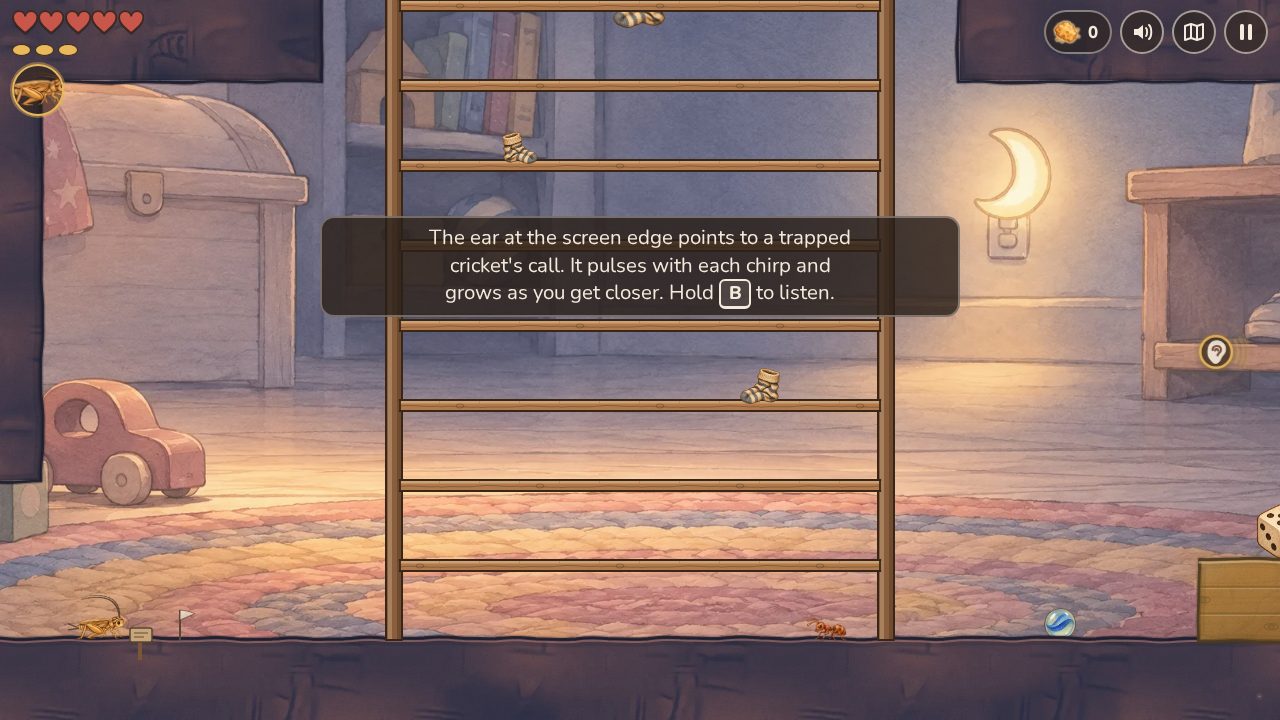 0
The ear at the screen edge points to a trapped
cricket's call. It pulses with each chirp and
grows as you get closer. Hold B to listen.